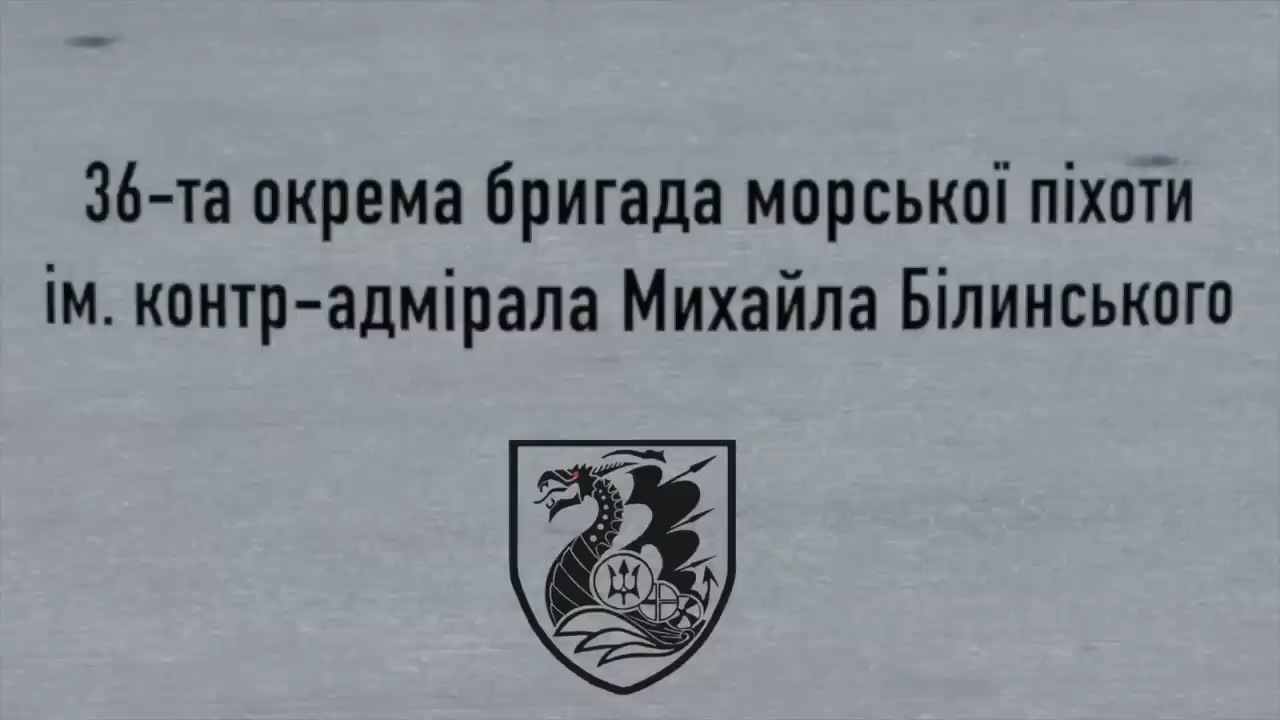 36-та окрема бригада морської піхоти
ім. контр-адмірала Михайла Білинського